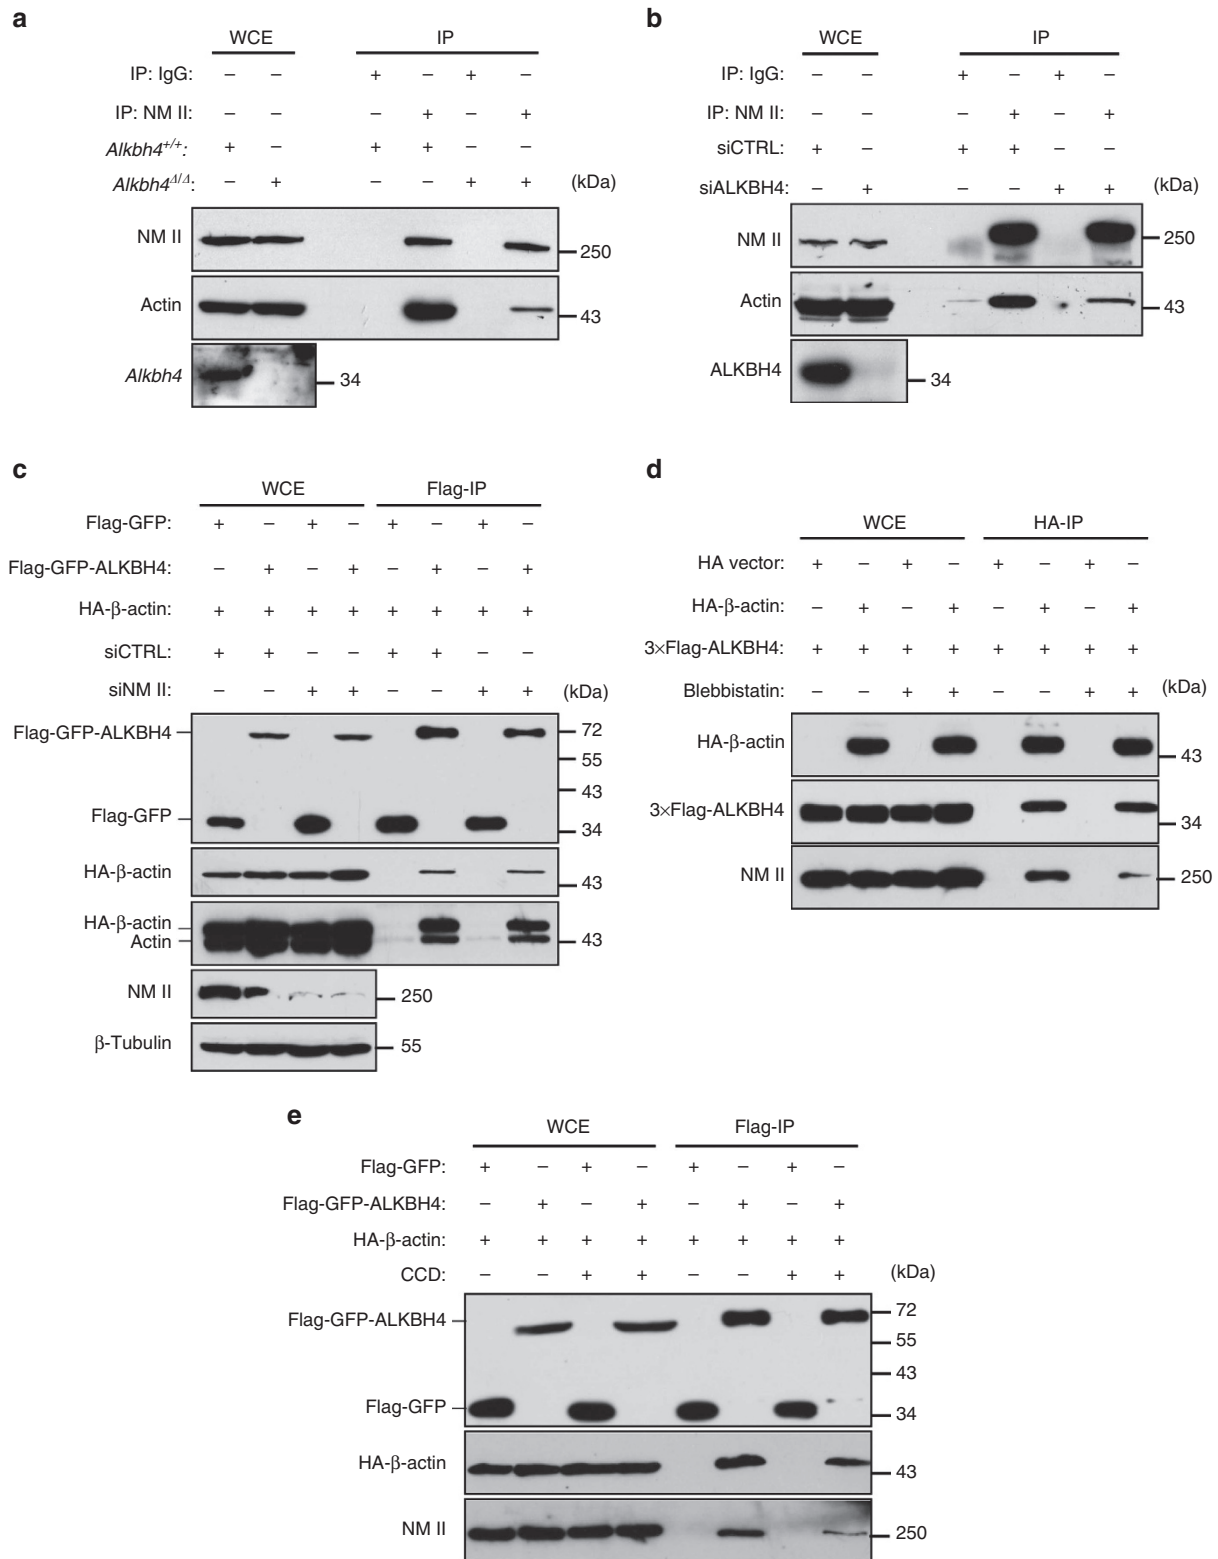 a
WCE IP
IP: IgG: – – + – + –
IP: NM II: – – – + – +
Alkbh4+/+: + – + + – –
Alkbh4Δ/Δ: – + – – + + (kDa)
NM II 250
Actin 43
Alkbh4 34
b
WCE IP
IP: IgG: – – + – + –
IP: NM II: – – – + – +
siCTRL: + – + + – –
siALKBH4: – + – – + + (kDa)
NM II 250
Actin 43
ALKBH4 34
c
WCE Flag-IP
Flag-GFP: + – + – + – + –
Flag-GFP-ALKBH4: – + – + – + – +
HA-β-actin: + + + + + + + +
siCTRL: + + – – + + – –
siNM II: – – + + – – + + (kDa)
Flag-GFP-ALKBH4 72
55
43
Flag-GFP 34
HA-β-actin 43
HA-β-actin
Actin 43
NM II 250
β-Tubulin 55
d
WCE HA-IP
HA vector: + – + – + – + –
HA-β-actin: – + – + – + – +
3×Flag-ALKBH4: + + + + + + + +
Blebbistatin: – – + + – – + + (kDa)
HA-β-actin 43
3×Flag-ALKBH4 34
NM II 250
e
WCE Flag-IP
Flag-GFP: + – + – + – + –
Flag-GFP-ALKBH4: – + – + – + – +
HA-β-actin: + + + + + + + +
CCD: – – + + – – + + (kDa)
Flag-GFP-ALKBH4 72
55
43
Flag-GFP 34
HA-β-actin 43
NM II 250